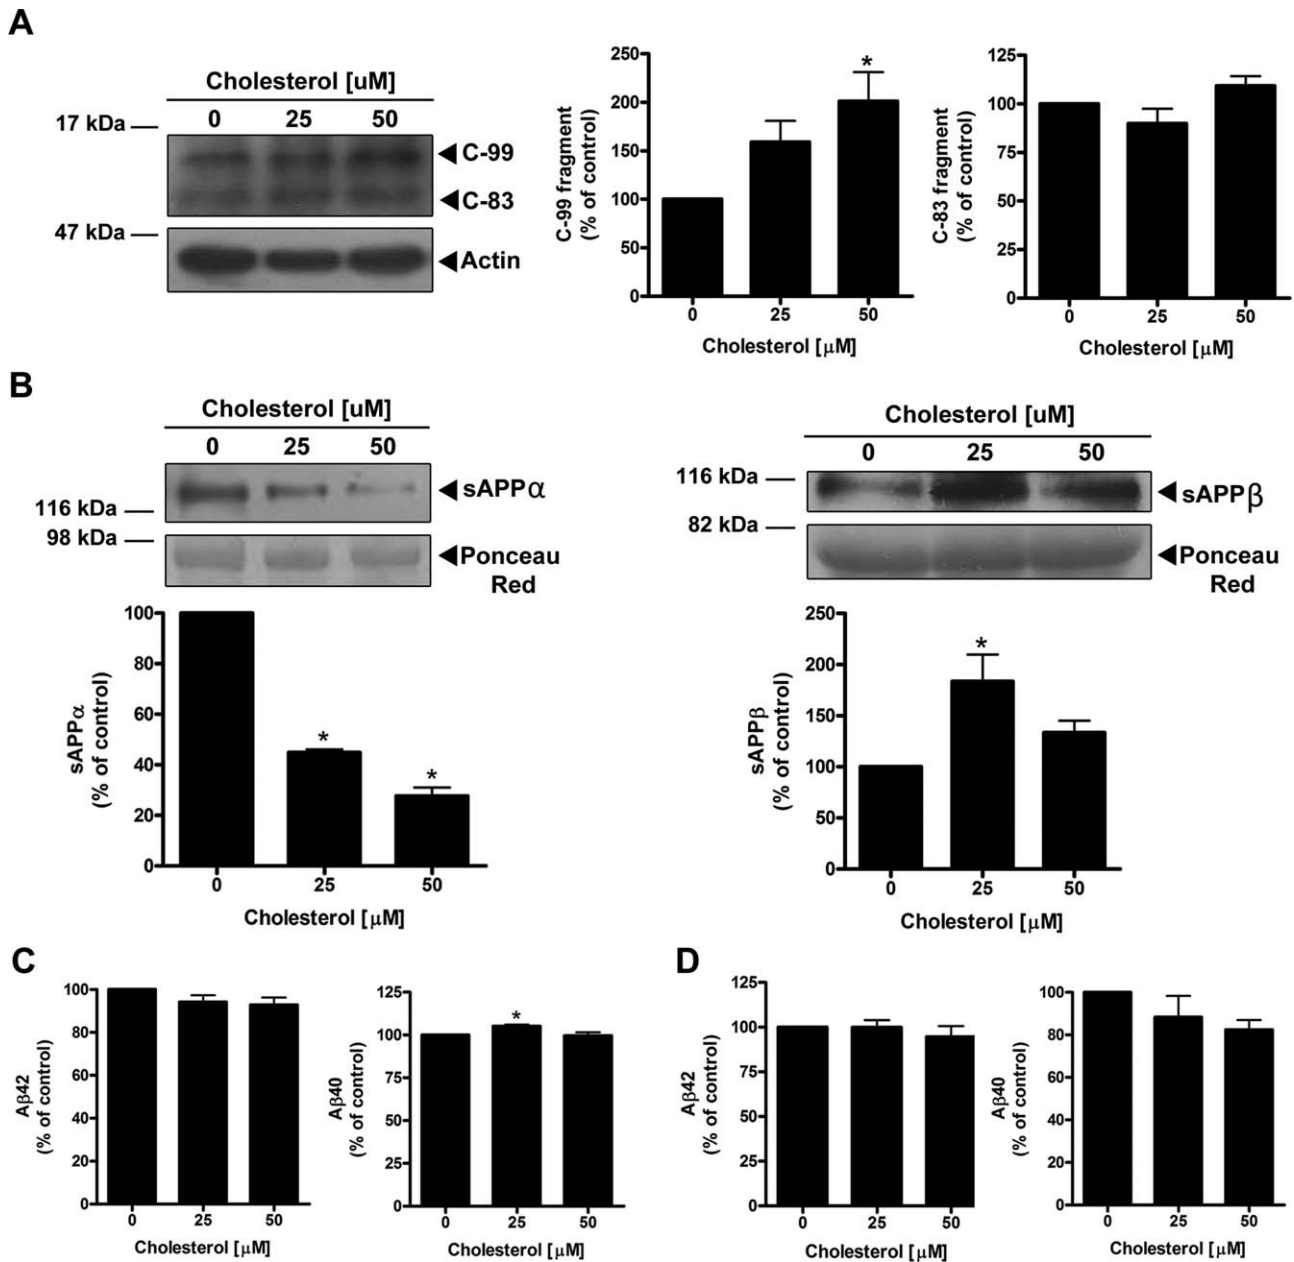 A
Cholesterol [uM]
0 25 50
17 kDa
C-99
C-83
47 kDa
Actin
C-99 fragment
(% of control)
250
200
150
100
50
0
*
0 25 50
Cholesterol [μM]
C-83 fragment
(% of control)
125
100
75
50
25
0
0 25 50
Cholesterol [μM]
B
Cholesterol [uM]
0 25 50
sAPPα
116 kDa
98 kDa
Ponceau
Red
sAPPα
(% of control)
100
80
60
40
20
0
*
*
0 25 50
Cholesterol [μM]
Cholesterol [uM]
0 25 50
116 kDa
sAPPβ
82 kDa
Ponceau
Red
sAPPβ
(% of control)
250
200
150
100
50
0
*
0 25 50
Cholesterol [μM]
C
Aβ42
(% of control)
100
80
60
40
20
0
0 25 50
Cholesterol [μM]
Aβ40
(% of control)
125
100
75
50
25
0
*
0 25 50
Cholesterol [μM]
D
Aβ42
(% of control)
125
100
75
50
25
0
0 25 50
Cholesterol [μM]
Aβ40
(% of control)
100
80
60
40
20
0
0 25 50
Cholesterol [μM]